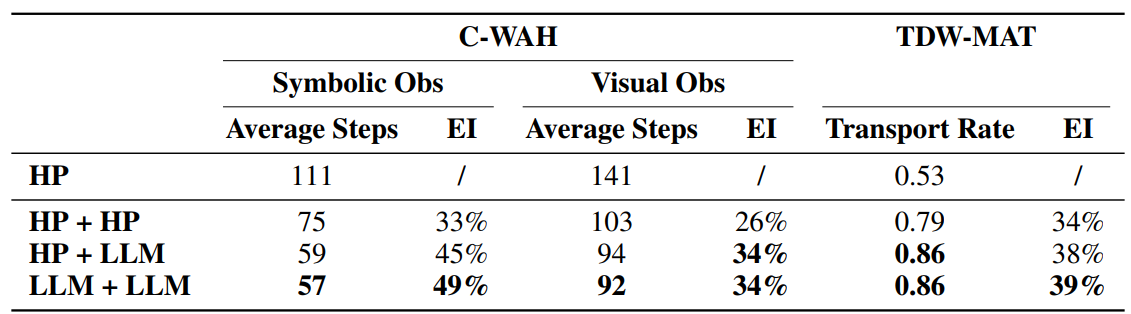 C-WAH TDW-MAT
Symbolic Obs Visual Obs
Average Steps EI Average Steps EI Transport Rate EI
HP 111 / 141 / 0.53 /
HP + HP 75 33% 103 26% 0.79 34%
HP + LLM 59 45% 94 34% 0.86 38%
LLM + LLM 57 49% 92 34% 0.86 39%